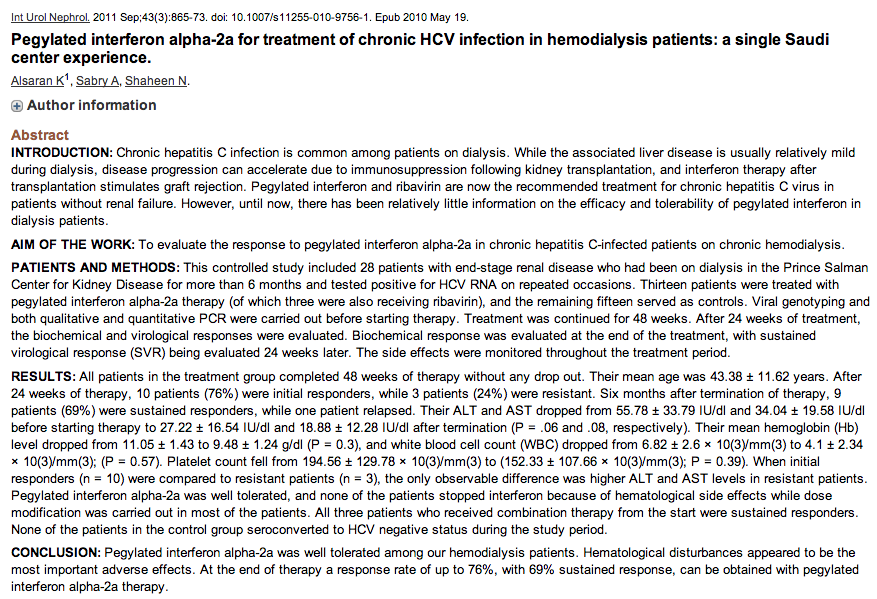 Int Urol Nephrol. 2011 Sep;43(3):865-73. doi: 10.1007/s11255-010-9756-1. Epub 2010 May 19.
Pegylated interferon alpha-2a for treatment of chronic HCV infection in hemodialysis patients: a single Saudi
center experience.
Alsaran K1, Sabry A, Shaheen N.
Author information
Abstract
INTRODUCTION: Chronic hepatitis C infection is common among patients on dialysis. While the associated liver disease is usually relatively mild
during dialysis, disease progression can accelerate due to immunosuppression following kidney transplantation, and interferon therapy after
transplantation stimulates graft rejection. Pegylated interferon and ribavirin are now the recommended treatment for chronic hepatitis C virus in
patients without renal failure. However, until now, there has been relatively little information on the efficacy and tolerability of pegylated interferon in
dialysis patients.
AIM OF THE WORK: To evaluate the response to pegylated interferon alpha-2a in chronic hepatitis C-infected patients on chronic hemodialysis.
PATIENTS AND METHODS: This controlled study included 28 patients with end-stage renal disease who had been on dialysis in the Prince Salman
Center for Kidney Disease for more than 6 months and tested positive for HCV RNA on repeated occasions. Thirteen patients were treated with
pegylated interferon alpha-2a therapy (of which three were also receiving ribavirin), and the remaining fifteen served as controls. Viral genotyping and
both qualitative and quantitative PCR were carried out before starting therapy. Treatment was continued for 48 weeks. After 24 weeks of treatment,
the biochemical and virological responses were evaluated. Biochemical response was evaluated at the end of the treatment, with sustained
virological response (SVR) being evaluated 24 weeks later. The side effects were monitored throughout the treatment period.
RESULTS: All patients in the treatment group completed 48 weeks of therapy without any drop out. Their mean age was 43.38 ± 11.62 years. After
24 weeks of therapy, 10 patients (76%) were initial responders, while 3 patients (24%) were resistant. Six months after termination of therapy, 9
patients (69%) were sustained responders, while one patient relapsed. Their ALT and AST dropped from 55.78 ± 33.79 IU/dl and 34.04 ± 19.58 IU/dl
before starting therapy to 27.22 ± 16.54 IU/dl and 18.88 ± 12.28 IU/dl after termination (P = .06 and .08, respectively). Their mean hemoglobin (Hb)
level dropped from 11.05 ± 1.43 to 9.48 ± 1.24 g/dl (P = 0.3), and white blood cell count (WBC) dropped from 6.82 ± 2.6 × 10(3)/mm(3) to 4.1 ± 2.34
× 10(3)/mm(3); (P = 0.57). Platelet count fell from 194.56 ± 129.78 × 10(3)/mm(3) to (152.33 ± 107.66 × 10(3)/mm(3); P = 0.39). When initial
responders (n = 10) were compared to resistant patients (n = 3), the only observable difference was higher ALT and AST levels in resistant patients.
Pegylated interferon alpha-2a was well tolerated, and none of the patients stopped interferon because of hematological side effects while dose
modification was carried out in most of the patients. All three patients who received combination therapy from the start were sustained responders.
None of the patients in the control group seroconverted to HCV negative status during the study period.
CONCLUSION: Pegylated interferon alpha-2a was well tolerated among our hemodialysis patients. Hematological disturbances appeared to be the
most important adverse effects. At the end of therapy a response rate of up to 76%, with 69% sustained response, can be obtained with pegylated
interferon alpha-2a therapy.